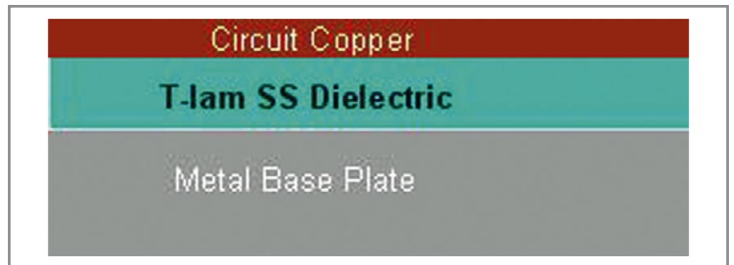 Circuit Copper
T-lam SS Dielectric
Metal Base Plate